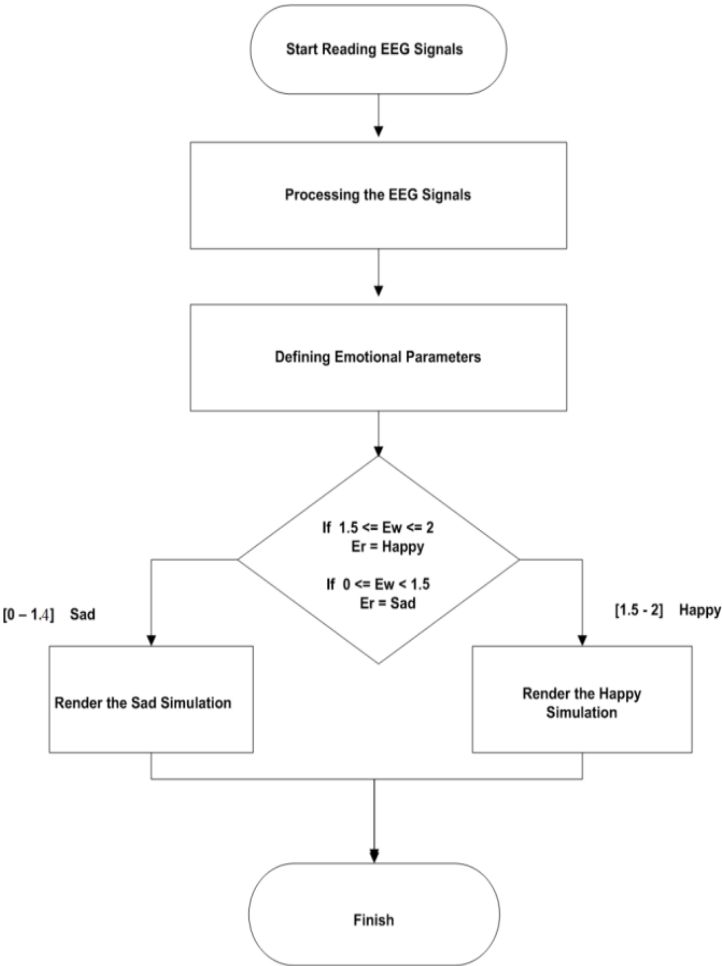 Start Reading EEG Signals
Processing the EEG Signals
Defining Emotional Parameters
If 1.5 <= Ew <= 2
Er = Happy
If 0 <= Ew < 1.5
Er = Sad
[0 – 1.4] Sad
[1.5 - 2] Happy
Render the Sad Simulation
Render the Happy
Simulation
Finish